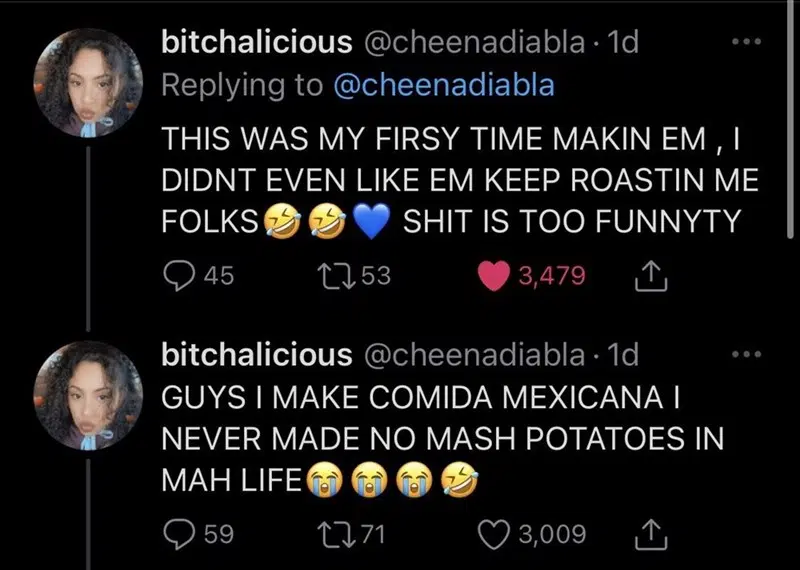 bitchalicious @cheenadiabla · 1d
Replying to @cheenadiabla
THIS WAS MY FIRSY TIME MAKIN EM , I
DIDNT EVEN LIKE EM KEEP ROASTIN ME
FOLKS🤣🤣💙 SHIT IS TOO FUNNYTY
45 53 3,479
bitchalicious @cheenadiabla · 1d
GUYS I MAKE COMIDA MEXICANA I
NEVER MADE NO MASH POTATOES IN
MAH LIFE😭😭😭🤣
59 71 3,009